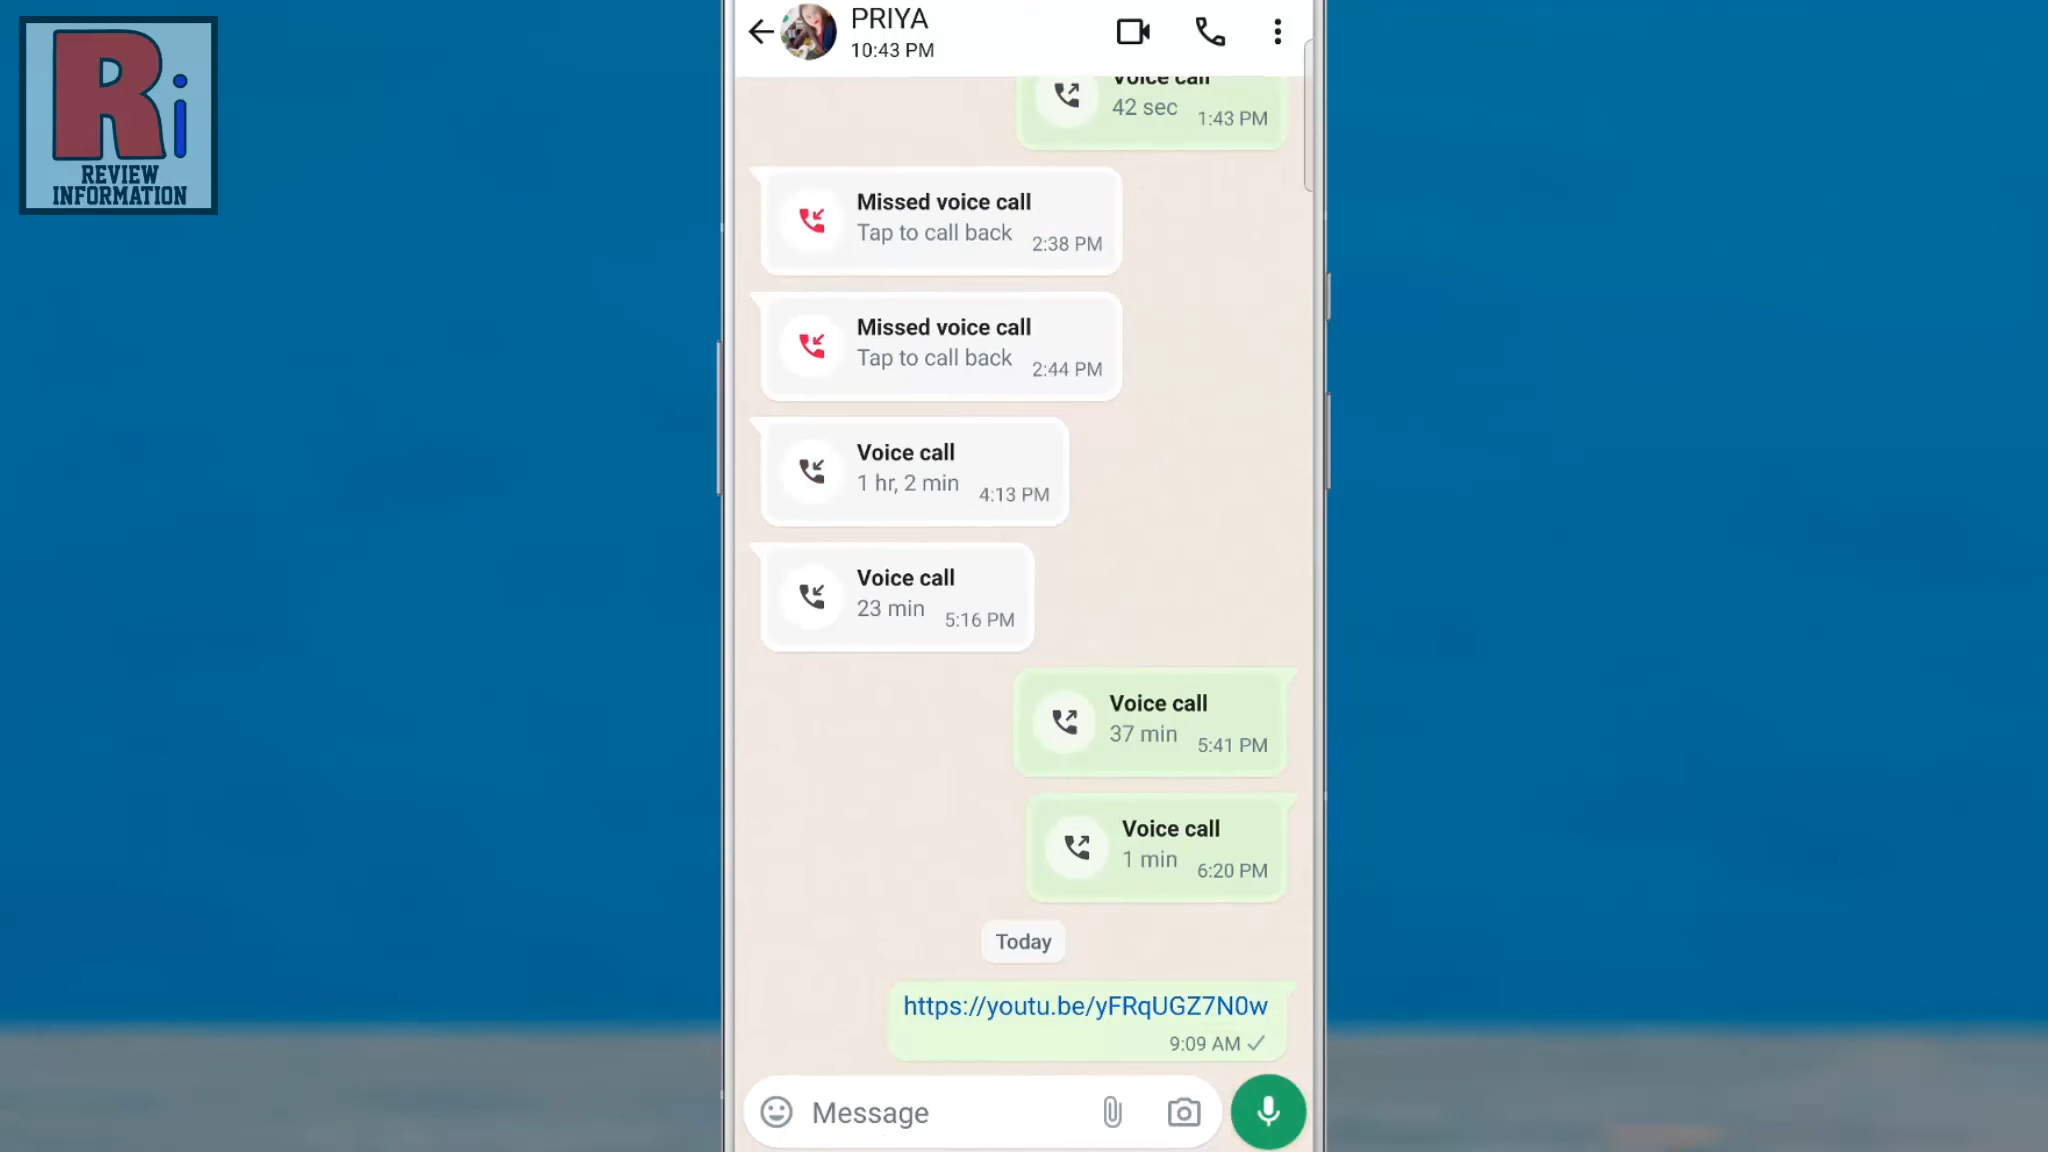 Ri
REVIEW
INFORMATION
PRIYA
10:43 PM
Voice call
42 sec
1:43 PM
Missed voice call
Tap to call back
2:38 PM
Missed voice call
Tap to call back
2:44 PM
Voice call
1 hr, 2 min
4:13 PM
Voice call
23 min
5:16 PM
Voice call
37 min
5:41 PM
Voice call
1 min
6:20 PM
Today
https://youtu.be/yFRqUGZ7N0w
9:09 AM
Message